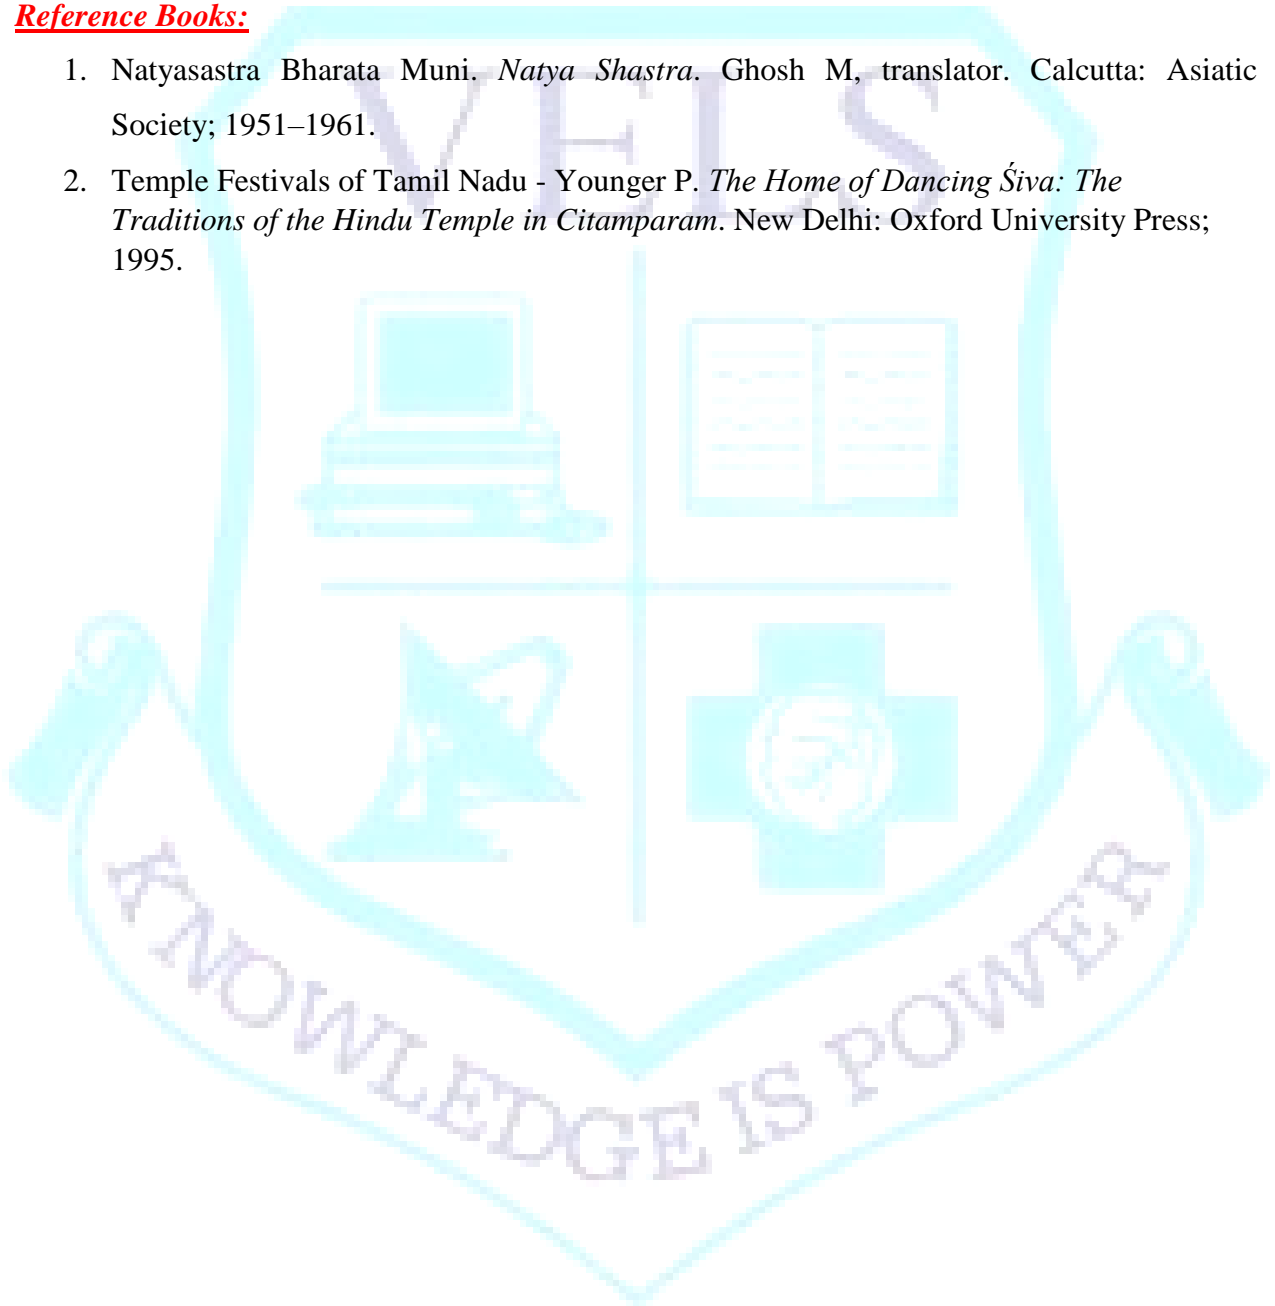 Reference Books:
VELS
1. Natyasastra Bharata Muni. Natya Shastra. Ghosh M, translator. Calcutta: Asiatic
Society; 1951–1961.
2. Temple Festivals of Tamil Nadu - Younger P. The Home of Dancing Śiva: The
Traditions of the Hindu Temple in Citamparam. New Delhi: Oxford University Press;
1995.
KNOWLEDGE IS POWER